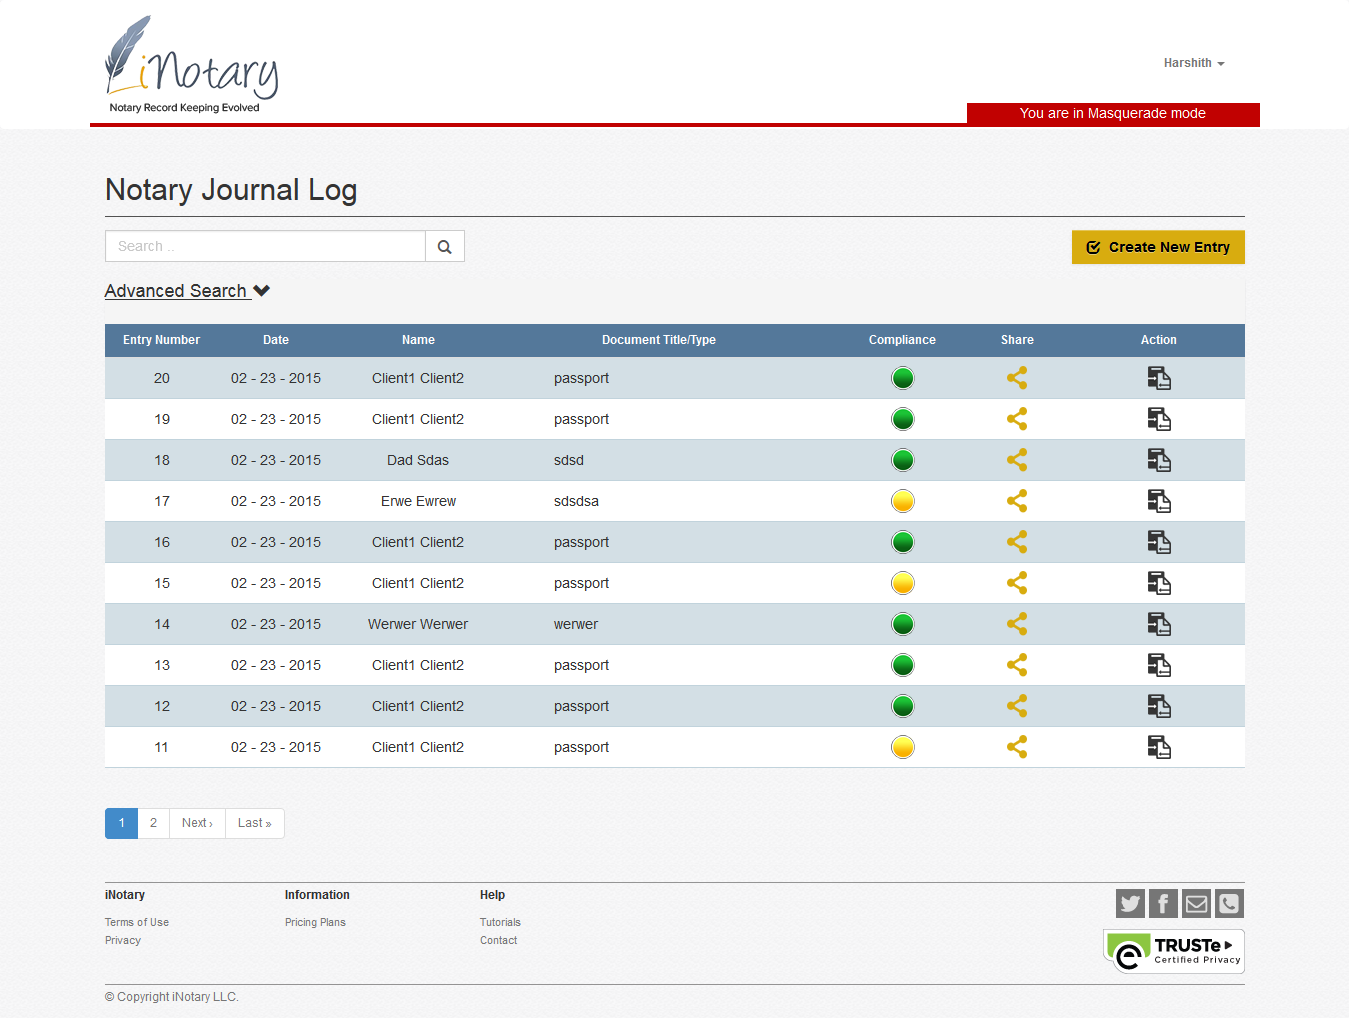 iNotary
Notary Record Keeping Evolved
Harshith
You are in Masquerade mode
Notary Journal Log
Search ..
Create New Entry
Advanced Search
Entry Number Date Name Document Title/Type Compliance Share Action
20 02 - 23 - 2015 Client1 Client2 passport
19 02 - 23 - 2015 Client1 Client2 passport
18 02 - 23 - 2015 Dad Sdas sdsd
17 02 - 23 - 2015 Erwe Ewrew sdsdsa
16 02 - 23 - 2015 Client1 Client2 passport
15 02 - 23 - 2015 Client1 Client2 passport
14 02 - 23 - 2015 Werwer Werwer werwer
13 02 - 23 - 2015 Client1 Client2 passport
12 02 - 23 - 2015 Client1 Client2 passport
11 02 - 23 - 2015 Client1 Client2 passport
1 2 Next › Last »
iNotary Information Help
Terms of Use Pricing Plans Tutorials
Privacy Contact
TRUSTe
Certified Privacy
© Copyright iNotary LLC.